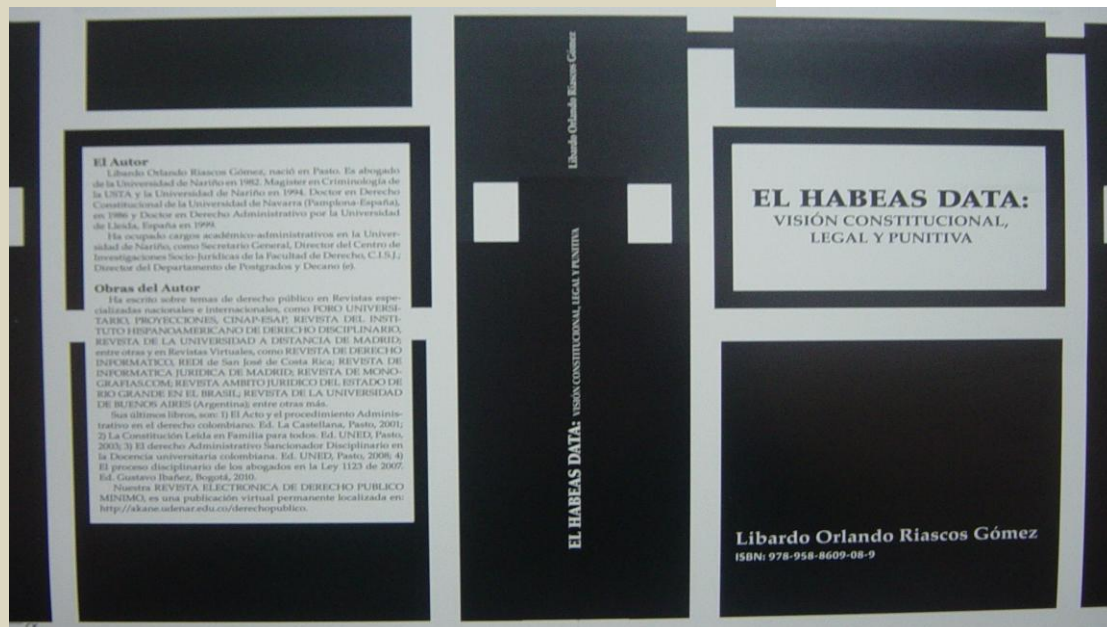 El Autor
Libardo Orlando Riascos Gómez, nació en Pasto. Es abogado
de la Universidad de Nariño en 1982. Magister en Criminología de
la USTA y la Universidad de Nariño en 1994. Doctor en Derecho
Constitucional de la Universidad de Navarra (Pamplona-España),
en 1986 y Doctor en Derecho Administrativo por la Universidad
de Lleida, España en 1999.
Ha ocupado cargos académico-administrativos en la Univer-
sidad de Nariño, como Secretario General, Director del Centro de
Investigaciones Socio-Jurídicas de la Facultad de Derecho, C.I.S.J.;
Director del Departamento de Postgrados y Decano (e).
Obras del Autor
Ha escrito sobre temas de derecho público en Revistas espe-
cializadas nacionales e internacionales, como FORO UNIVERSI-
TARIO, PROYECCIONES, CINAP-ESAP, REVISTA DEL INSTI-
TUTO HISPANOAMERICANO DE DERECHO DISCIPLINARIO,
REVISTA DE LA UNIVERSIDAD A DISTANCIA DE MADRID;
entre otras y en Revistas Virtuales, como REVISTA DE DERECHO
INFORMATICO, REDI de San José de Costa Rica; REVISTA DE
INFORMATICA JURIDICA DE MADRID; REVISTA DE MONO-
GRAFIAS.COM; REVISTA AMBITO JURIDICO DEL ESTADO DE
RIO GRANDE EN EL BRASIL; REVISTA DE LA UNIVERSIDAD
DE BUENOS AIRES (Argentina); entre otras más.
Sus últimos libros, son: 1) El Acto y el procedimiento Adminis-
trativo en el derecho colombiano. Ed. La Castellana, Pasto, 2001;
2) La Constitución Leída en Familia para todos. Ed. UNED, Pasto,
2003; 3) El derecho Administrativo Sancionador Disciplinario en
la Docencia universitaria colombiana. Ed. UNED, Pasto, 2008; 4)
El proceso disciplinario de los abogados en la Ley 1123 de 2007.
Ed. Gustavo Ibañez, Bogotá, 2010.
Nuestra REVISTA ELECTRONICA DE DERECHO PUBLICO
MINIMO, es una publicación virtual permanente localizada en:
http://akane.udenar.edu.co/derechopublico.
EL HABEAS DATA: VISIÓN CONSTITUCIONAL, LEGAL Y PUNITIVA Libardo Orlando Riascos Gómez
EL HABEAS DATA:
VISIÓN CONSTITUCIONAL,
LEGAL Y PUNITIVA
Libardo Orlando Riascos Gómez
ISBN: 978-958-8609-08-9